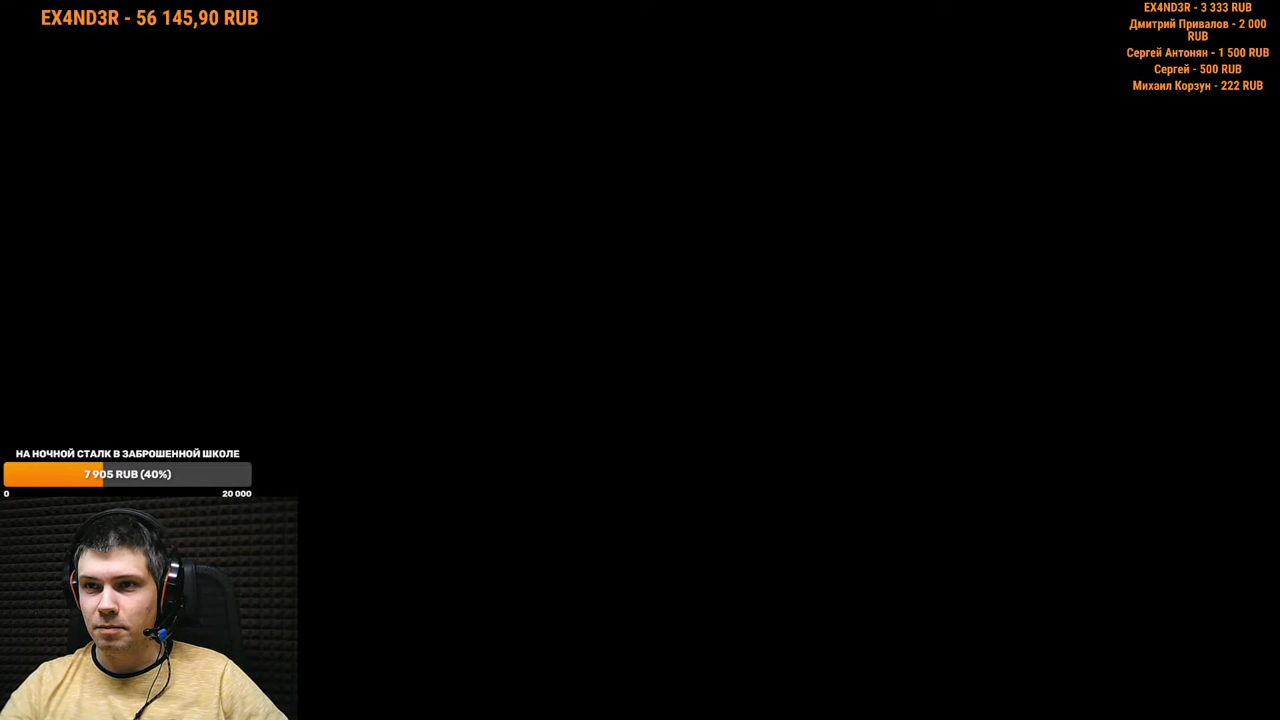 EX4ND3R - 56 145,90 RUB
EX4ND3R - 3 333 RUB
Дмитрий Привалов - 2 000
RUB
Сергей Антонян - 1 500 RUB
Сергей - 500 RUB
Михаил Корзун - 222 RUB
НА НОЧНОЙ СТАЛК В ЗАБРОШЕННОЙ ШКОЛЕ
7 905 RUB (40%)
0 20 000